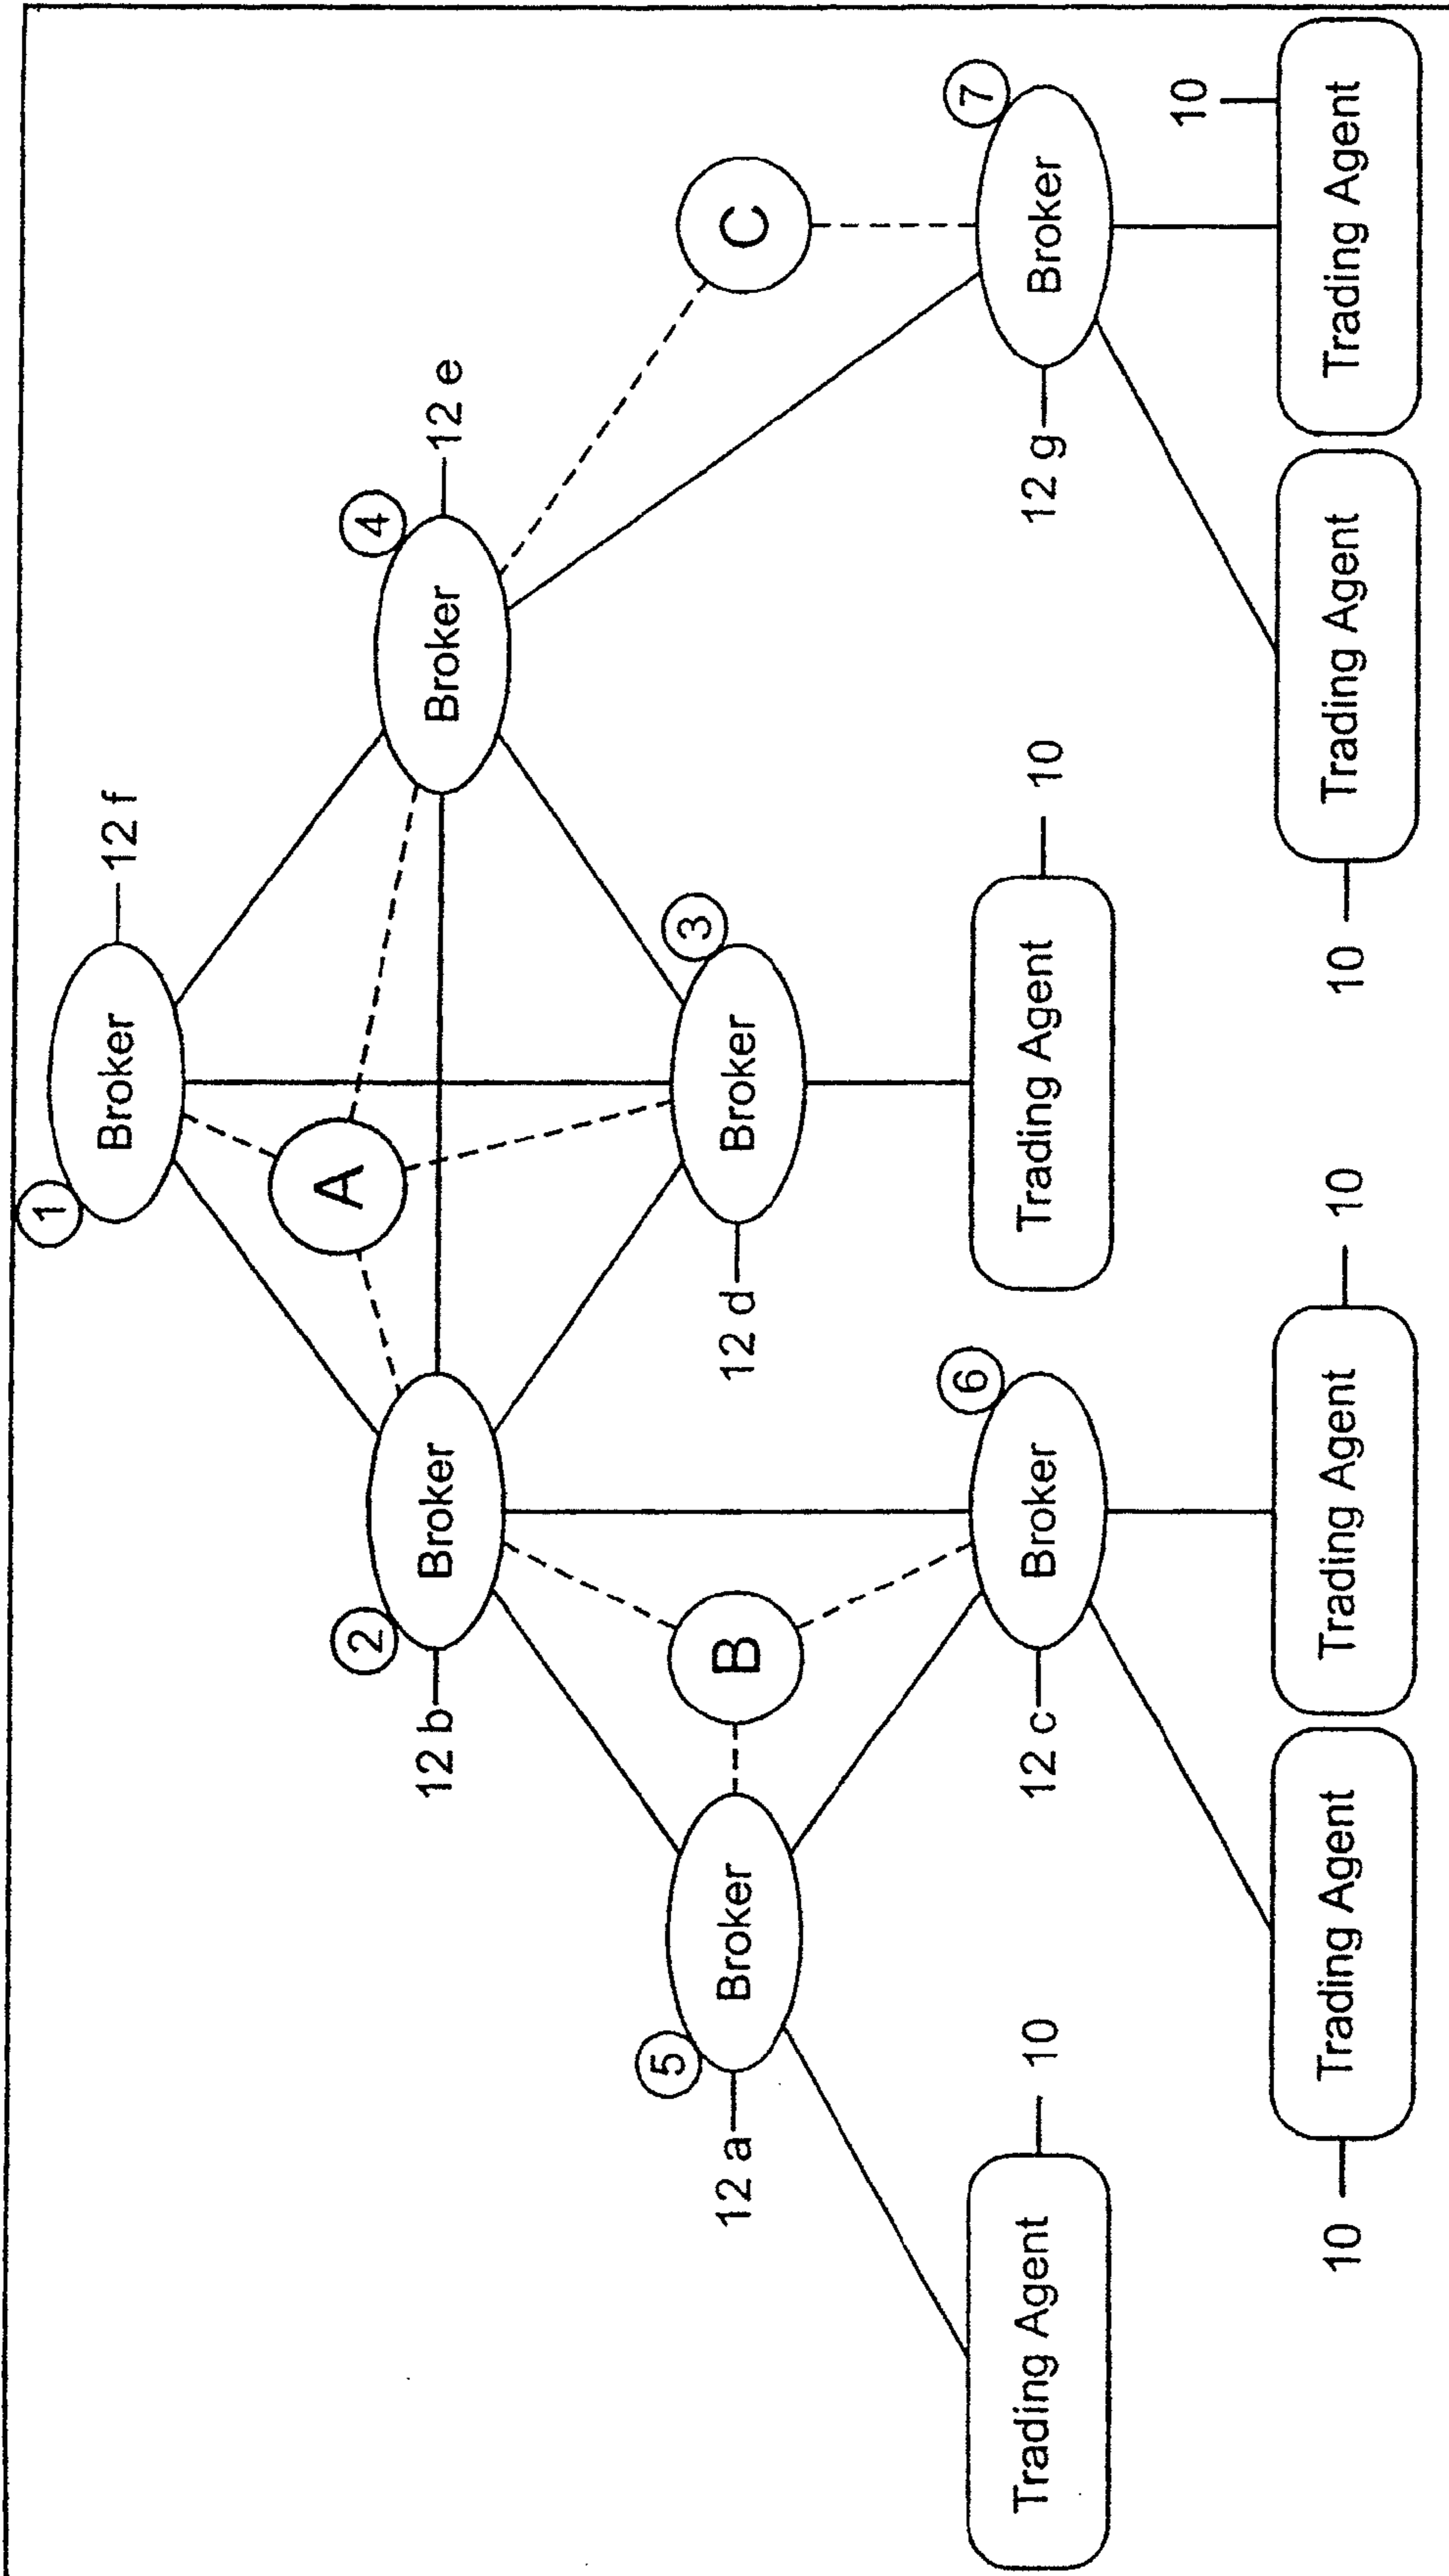 1
Broker
12 f
2
Broker
12 b
A
4
Broker
12 e
5
Broker
12 a
B
3
Broker
12 d
C
6
Broker
12 c
7
Broker
12 g
Trading Agent
10
Trading Agent
10
10
Trading Agent
Trading Agent
10
10
Trading Agent
Trading Agent
10